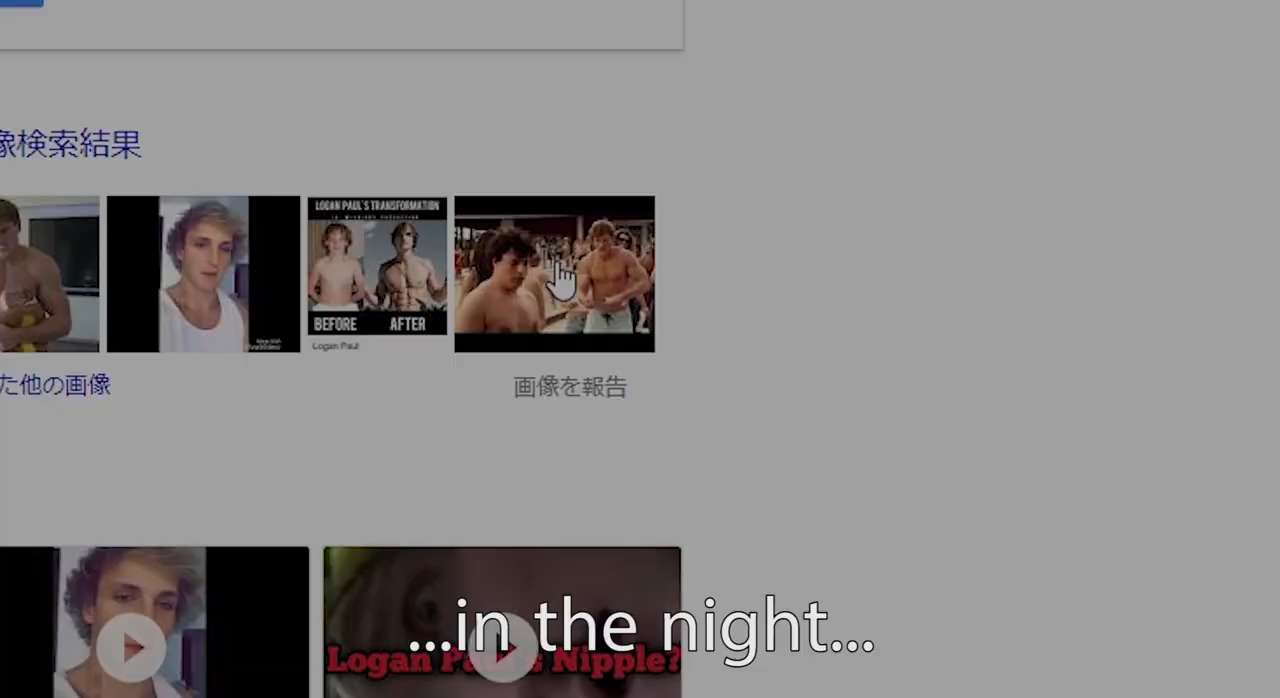 像検索結果
LOGAN PAUL'S TRANSFORMATION
BEFORE AFTER
Logan Paul
た他の画像
画像を報告
...in the night...
Logan Paul's Nipple?